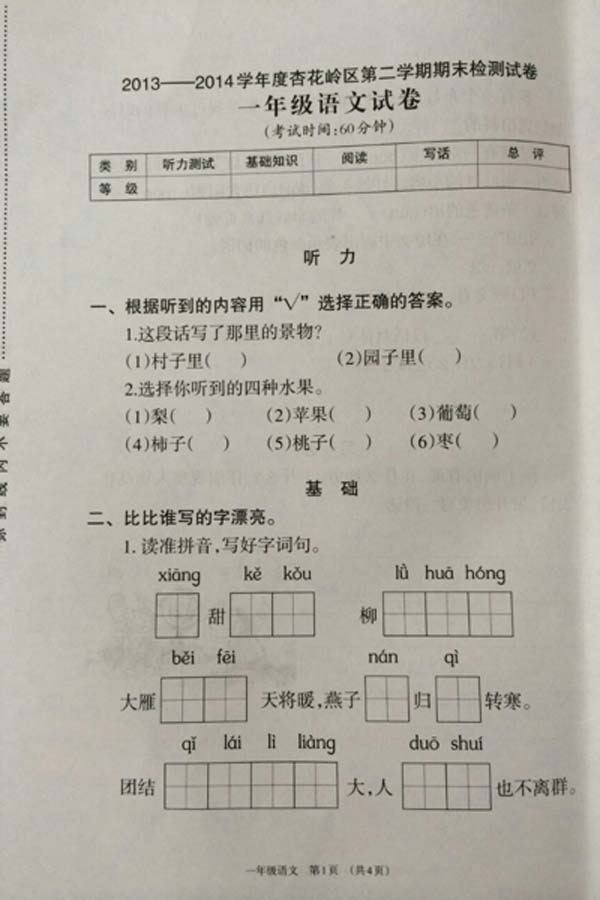 2013——2014学年度杏花岭区第二学期期末检测试卷
一年级语文试卷
(考试时间:60分钟)
类 别 听力测试 基础知识 阅读 写话 总 评
等 级
听 力
一、根据听到的内容用“√”选择正确的答案。
1.这段话写了那里的景物?
(1)村子里( ) (2)园子里( )
2.选择你听到的四种水果。
(1)梨( ) (2)苹果( ) (3)葡萄( )
(4)柿子( ) (5)桃子( ) (6)枣( )
基 础
二、比比谁写的字漂亮。
1. 读准拼音,写好字词句。
xiāng kě kǒu lǜ huā hóng
甜 柳
běi fēi nán qì
大雁 天将暖,燕子 归 转寒。
qǐ lái lì liàng duō shuí
团结 大,人 也不离群。
一年级语文 第1页 (共4页)